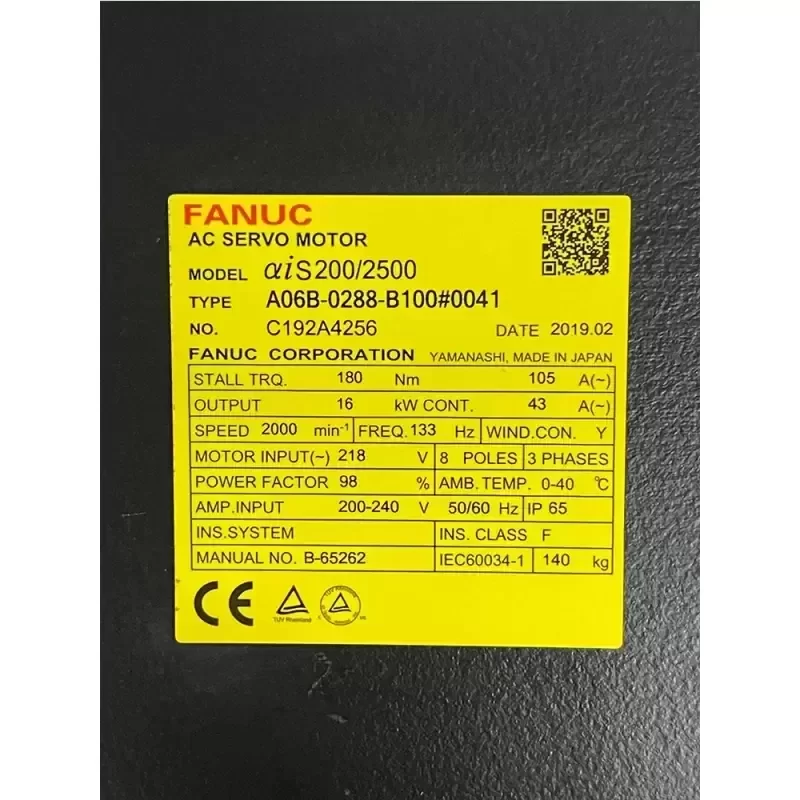 FANUC
AC SERVO MOTOR
MODEL αiS200/2500
TYPE A06B-0288-B100#0041
NO. C192A4256 DATE 2019.02
FANUC CORPORATION YAMANASHI, MADE IN JAPAN
STALL TRQ. 180 Nm 105 A(~)
OUTPUT 16 kW CONT. 43 A(~)
SPEED 2000 min-1 FREQ. 133 Hz WIND.CON. Y
MOTOR INPUT(~) 218 V 8 POLES 3 PHASES
POWER FACTOR 98 % AMB.TEMP. 0-40 ℃
AMP.INPUT 200-240 V 50/60 Hz IP 65
INS.SYSTEM INS. CLASS F
MANUAL NO. B-65262 IEC60034-1 140 kg
CE
TUV Rheinland